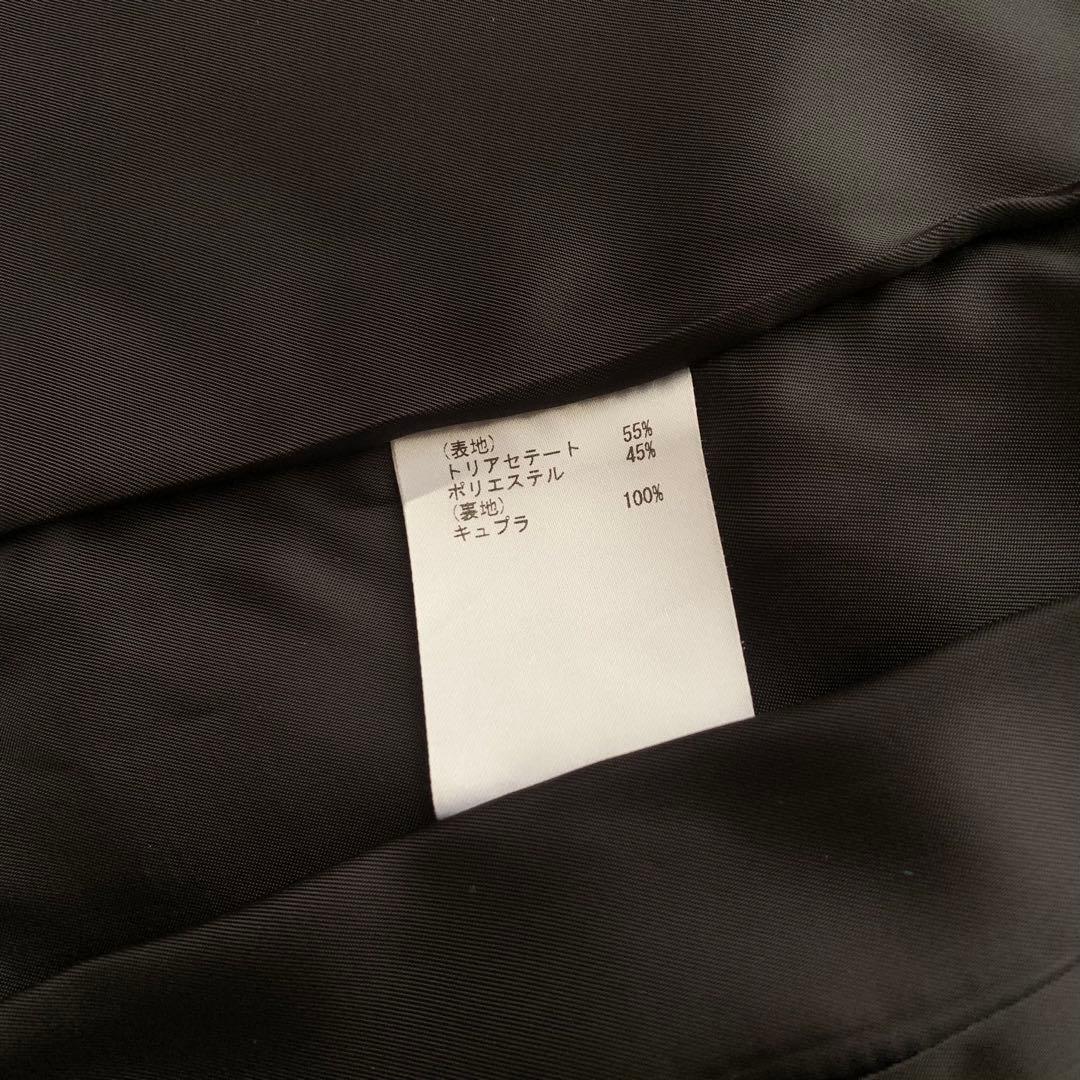 (表地)
トリアセテート 55%
ポリエステル 45%
(裏地)
キュプラ 100%